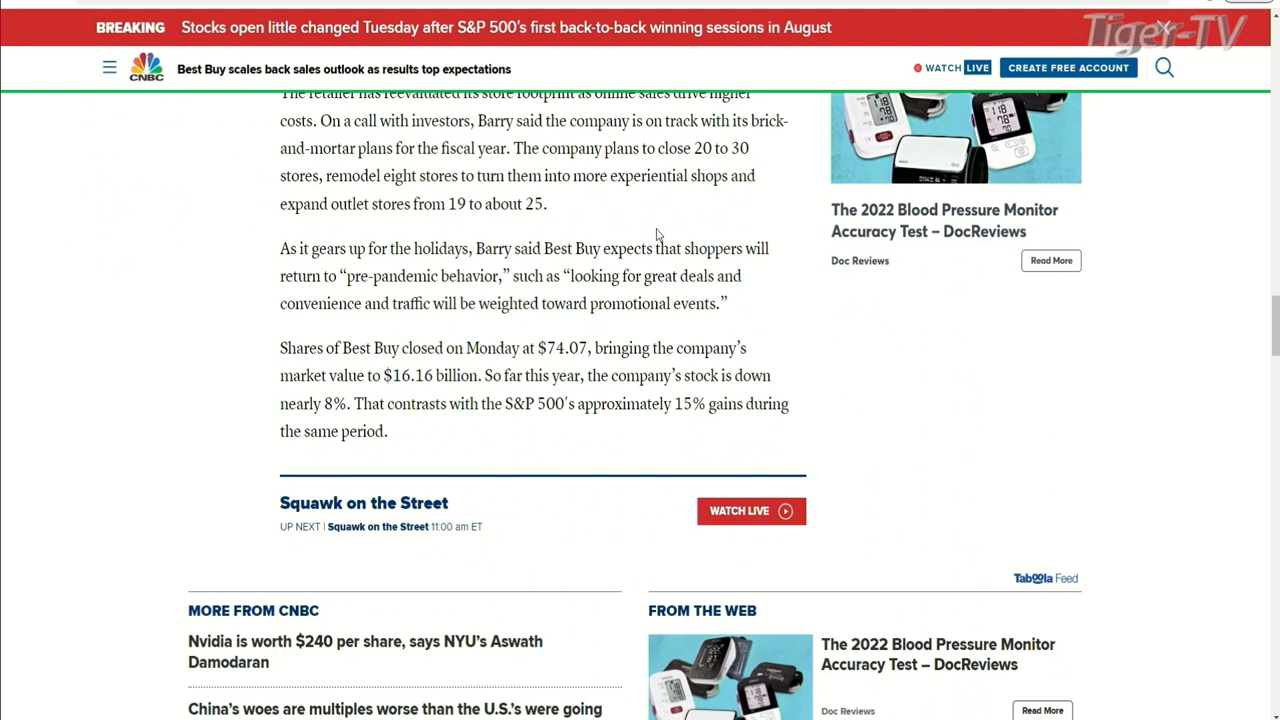 BREAKING Stocks open little changed Tuesday after S&P 500's first back-to-back winning sessions in August
Tiger-TV
CNBC
Best Buy scales back sales outlook as results top expectations
WATCH LIVE
CREATE FREE ACCOUNT
The retailer has reevaluated its store footprint as online sales drive higher
costs. On a call with investors, Barry said the company is on track with its brick-
and-mortar plans for the fiscal year. The company plans to close 20 to 30
stores, remodel eight stores to turn them into more experiential shops and
expand outlet stores from 19 to about 25.
As it gears up for the holidays, Barry said Best Buy expects that shoppers will
return to “pre-pandemic behavior,” such as “looking for great deals and
convenience and traffic will be weighted toward promotional events.”
Shares of Best Buy closed on Monday at $74.07, bringing the company’s
market value to $16.16 billion. So far this year, the company’s stock is down
nearly 8%. That contrasts with the S&P 500’s approximately 15% gains during
the same period.
The 2022 Blood Pressure Monitor
Accuracy Test – DocReviews
Doc Reviews
Read More
Squawk on the Street
UP NEXT | Squawk on the Street 11:00 am ET
WATCH LIVE
Taboola Feed
MORE FROM CNBC
Nvidia is worth $240 per share, says NYU’s Aswath
Damodaran
China’s woes are multiples worse than the U.S.’s were going
FROM THE WEB
The 2022 Blood Pressure Monitor
Accuracy Test – DocReviews
Doc Reviews
Read More